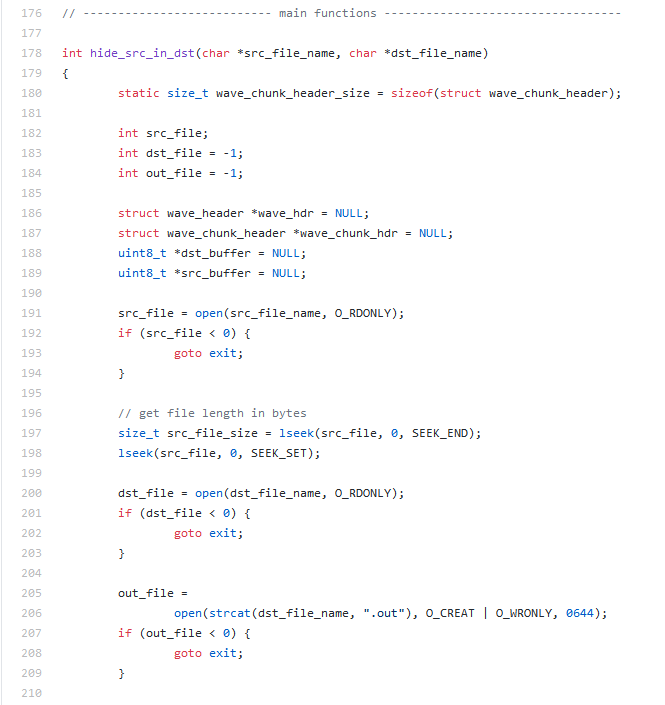 176 // --------------------------- main functions ----------------------------------
177
178 int hide_src_in_dst(char *src_file_name, char *dst_file_name)
179 {
180         static size_t wave_chunk_header_size = sizeof(struct wave_chunk_header);
181
182         int src_file;
183         int dst_file = -1;
184         int out_file = -1;
185
186         struct wave_header *wave_hdr = NULL;
187         struct wave_chunk_header *wave_chunk_hdr = NULL;
188         uint8_t *dst_buffer = NULL;
189         uint8_t *src_buffer = NULL;
190
191         src_file = open(src_file_name, O_RDONLY);
192         if (src_file < 0) {
193                 goto exit;
194         }
195
196         // get file length in bytes
197         size_t src_file_size = lseek(src_file, 0, SEEK_END);
198         lseek(src_file, 0, SEEK_SET);
199
200         dst_file = open(dst_file_name, O_RDONLY);
201         if (dst_file < 0) {
202                 goto exit;
203         }
204
205         out_file =
206                 open(strcat(dst_file_name, ".out"), O_CREAT | O_WRONLY, 0644);
207         if (out_file < 0) {
208                 goto exit;
209         }
210